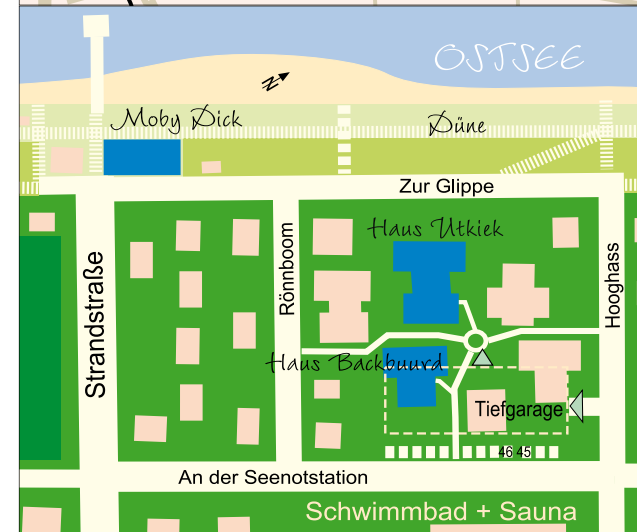 OSTSEE
N
Moby Dick
Düne
Zur Glippe
Haus Utkiek
Strandstraße
Rönnboom
Hooghass
Haus Backbuurd
Tiefgarage
46 45
An der Seenotstation
Schwimmbad + Sauna